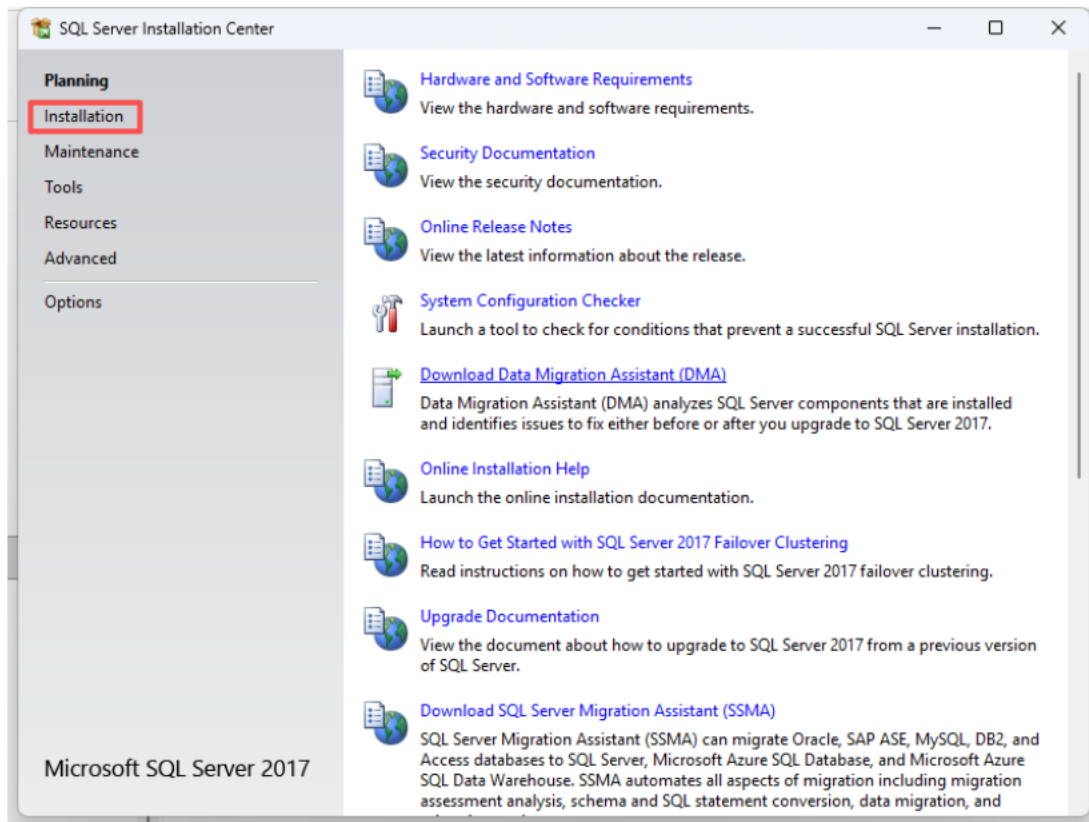 SQL Server Installation Center
Planning
Installation
Maintenance
Tools
Resources
Advanced
Options
Microsoft SQL Server 2017
Hardware and Software Requirements
View the hardware and software requirements.
Security Documentation
View the security documentation.
Online Release Notes
View the latest information about the release.
System Configuration Checker
Launch a tool to check for conditions that prevent a successful SQL Server installation.
Download Data Migration Assistant (DMA)
Data Migration Assistant (DMA) analyzes SQL Server components that are installed
and identifies issues to fix either before or after you upgrade to SQL Server 2017.
Online Installation Help
Launch the online installation documentation.
How to Get Started with SQL Server 2017 Failover Clustering
Read instructions on how to get started with SQL Server 2017 failover clustering.
Upgrade Documentation
View the document about how to upgrade to SQL Server 2017 from a previous version
of SQL Server.
Download SQL Server Migration Assistant (SSMA)
SQL Server Migration Assistant (SSMA) can migrate Oracle, SAP ASE, MySQL, DB2, and
Access databases to SQL Server, Microsoft Azure SQL Database, and Microsoft Azure
SQL Data Warehouse. SSMA automates all aspects of migration including migration
assessment analysis, schema and SQL statement conversion, data migration, and